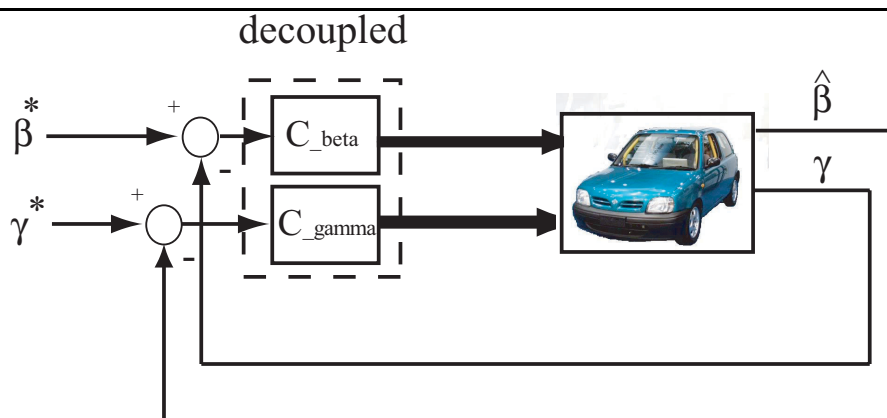 decoupled
β* + - C_beta β̂
γ* + - C_gamma γ